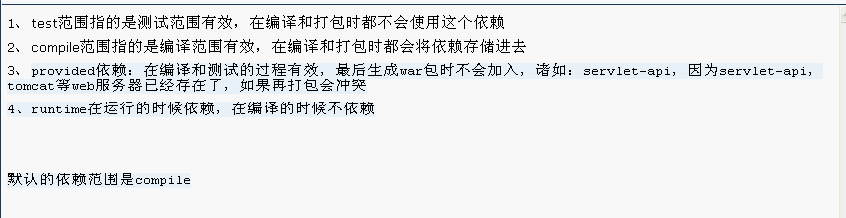 1、test范围指的是测试范围有效，在编译和打包时都不会使用这个依赖
2、compile范围指的是编译范围有效，在编译和打包时都会将依赖存储进去
3、provided依赖：在编译和测试的过程有效，最后生成war包时不会加入，诸如：servlet-api，因为servlet-api，
tomcat等web服务器已经存在了，如果再打包会冲突
4、runtime在运行的时候依赖，在编译的时候不依赖
默认的依赖范围是compile